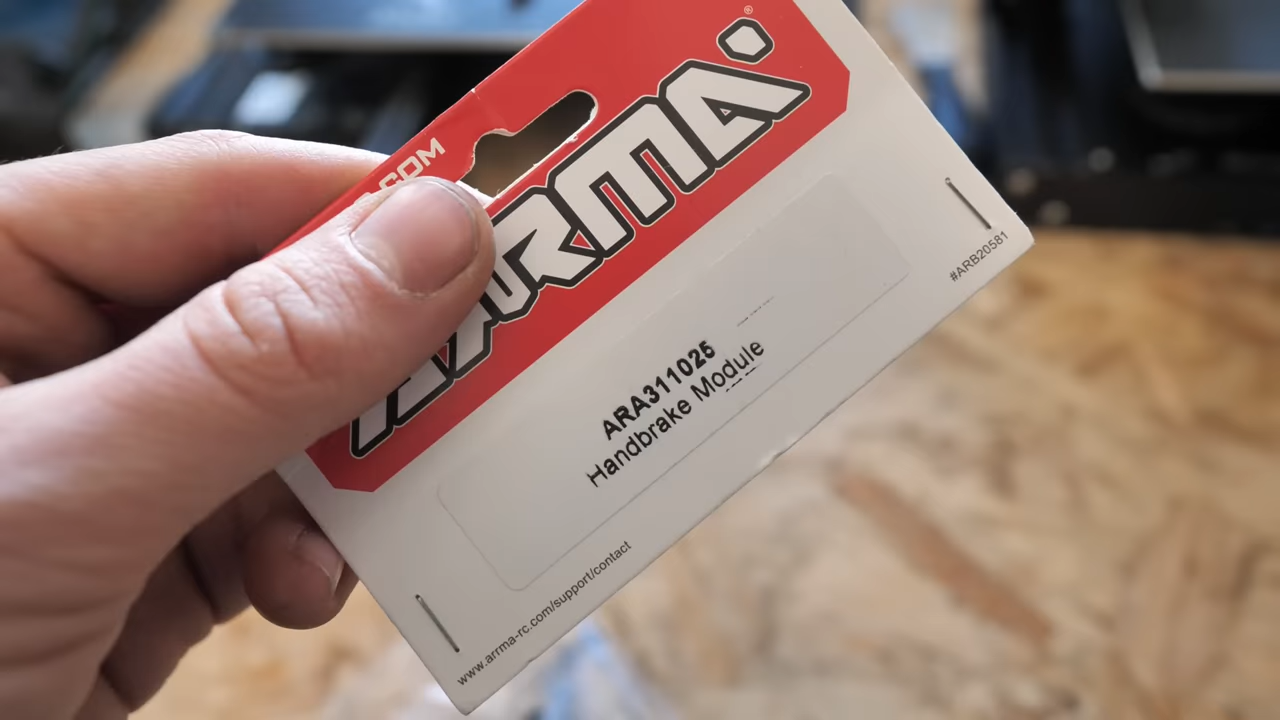 .COM
ARRMA
®
#ARB20581
ARA311025
Handbrake Module
www.arrma-rc.com/support/contact